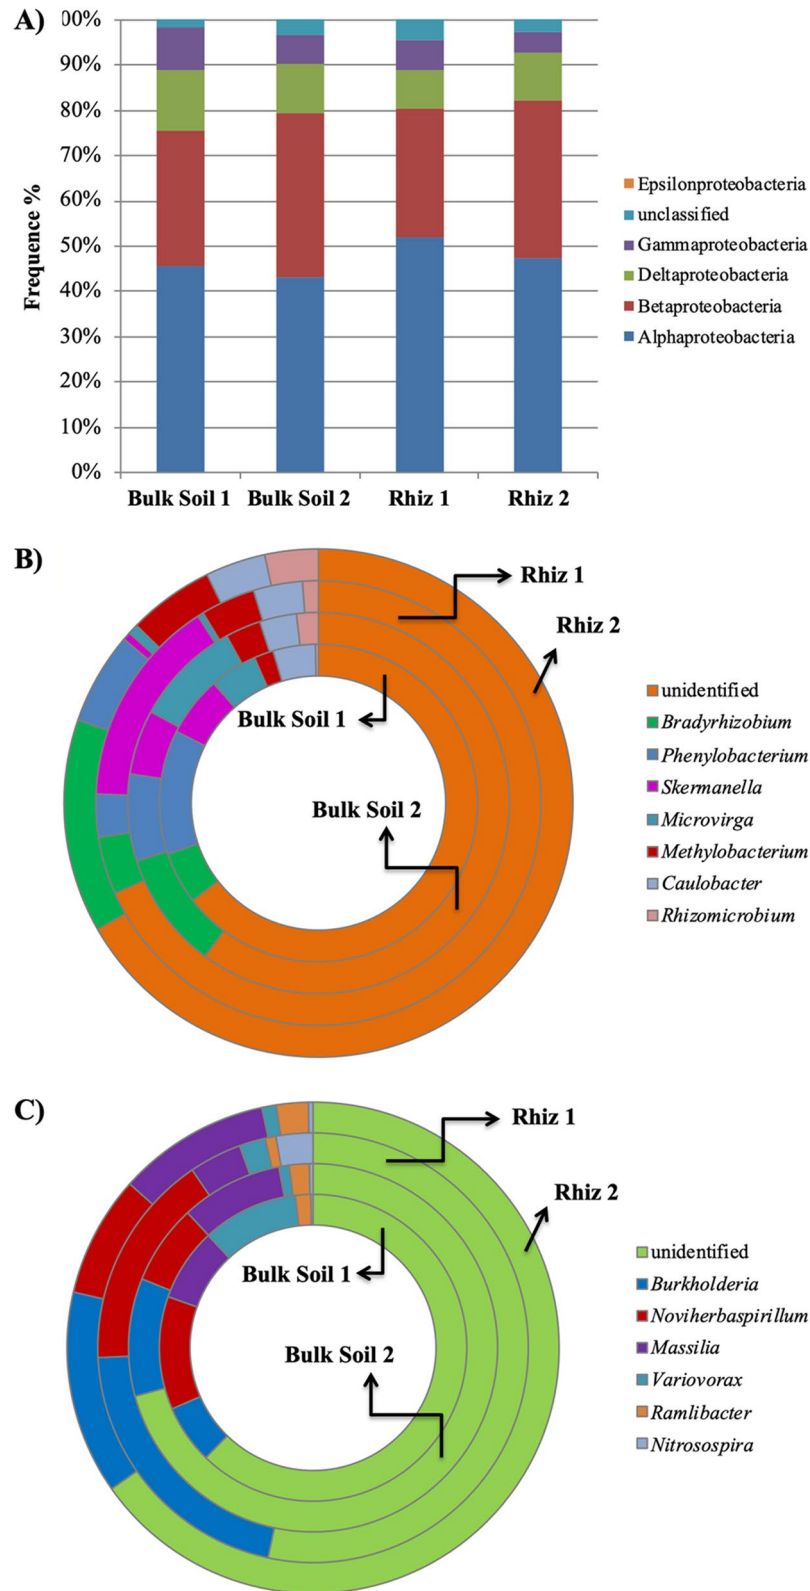 A)
00%
90%
80%
70%
60%
50%
40%
30%
20%
10%
0%
Frequence %
Bulk Soil 1 Bulk Soil 2 Rhiz 1 Rhiz 2
Epsilonproteobacteria
unclassified
Gammaproteobacteria
Deltaproteobacteria
Betaproteobacteria
Alphaproteobacteria
B)
Rhiz 1
Rhiz 2
Bulk Soil 1
Bulk Soil 2
unidentified
Bradyrhizobium
Phenylobacterium
Skermanella
Microvirga
Methylobacterium
Caulobacter
Rhizomicrobium
C)
Rhiz 1
Rhiz 2
Bulk Soil 1
Bulk Soil 2
unidentified
Burkholderia
Noviherbaspirillum
Massilia
Variovorax
Ramlibacter
Nitrosospira